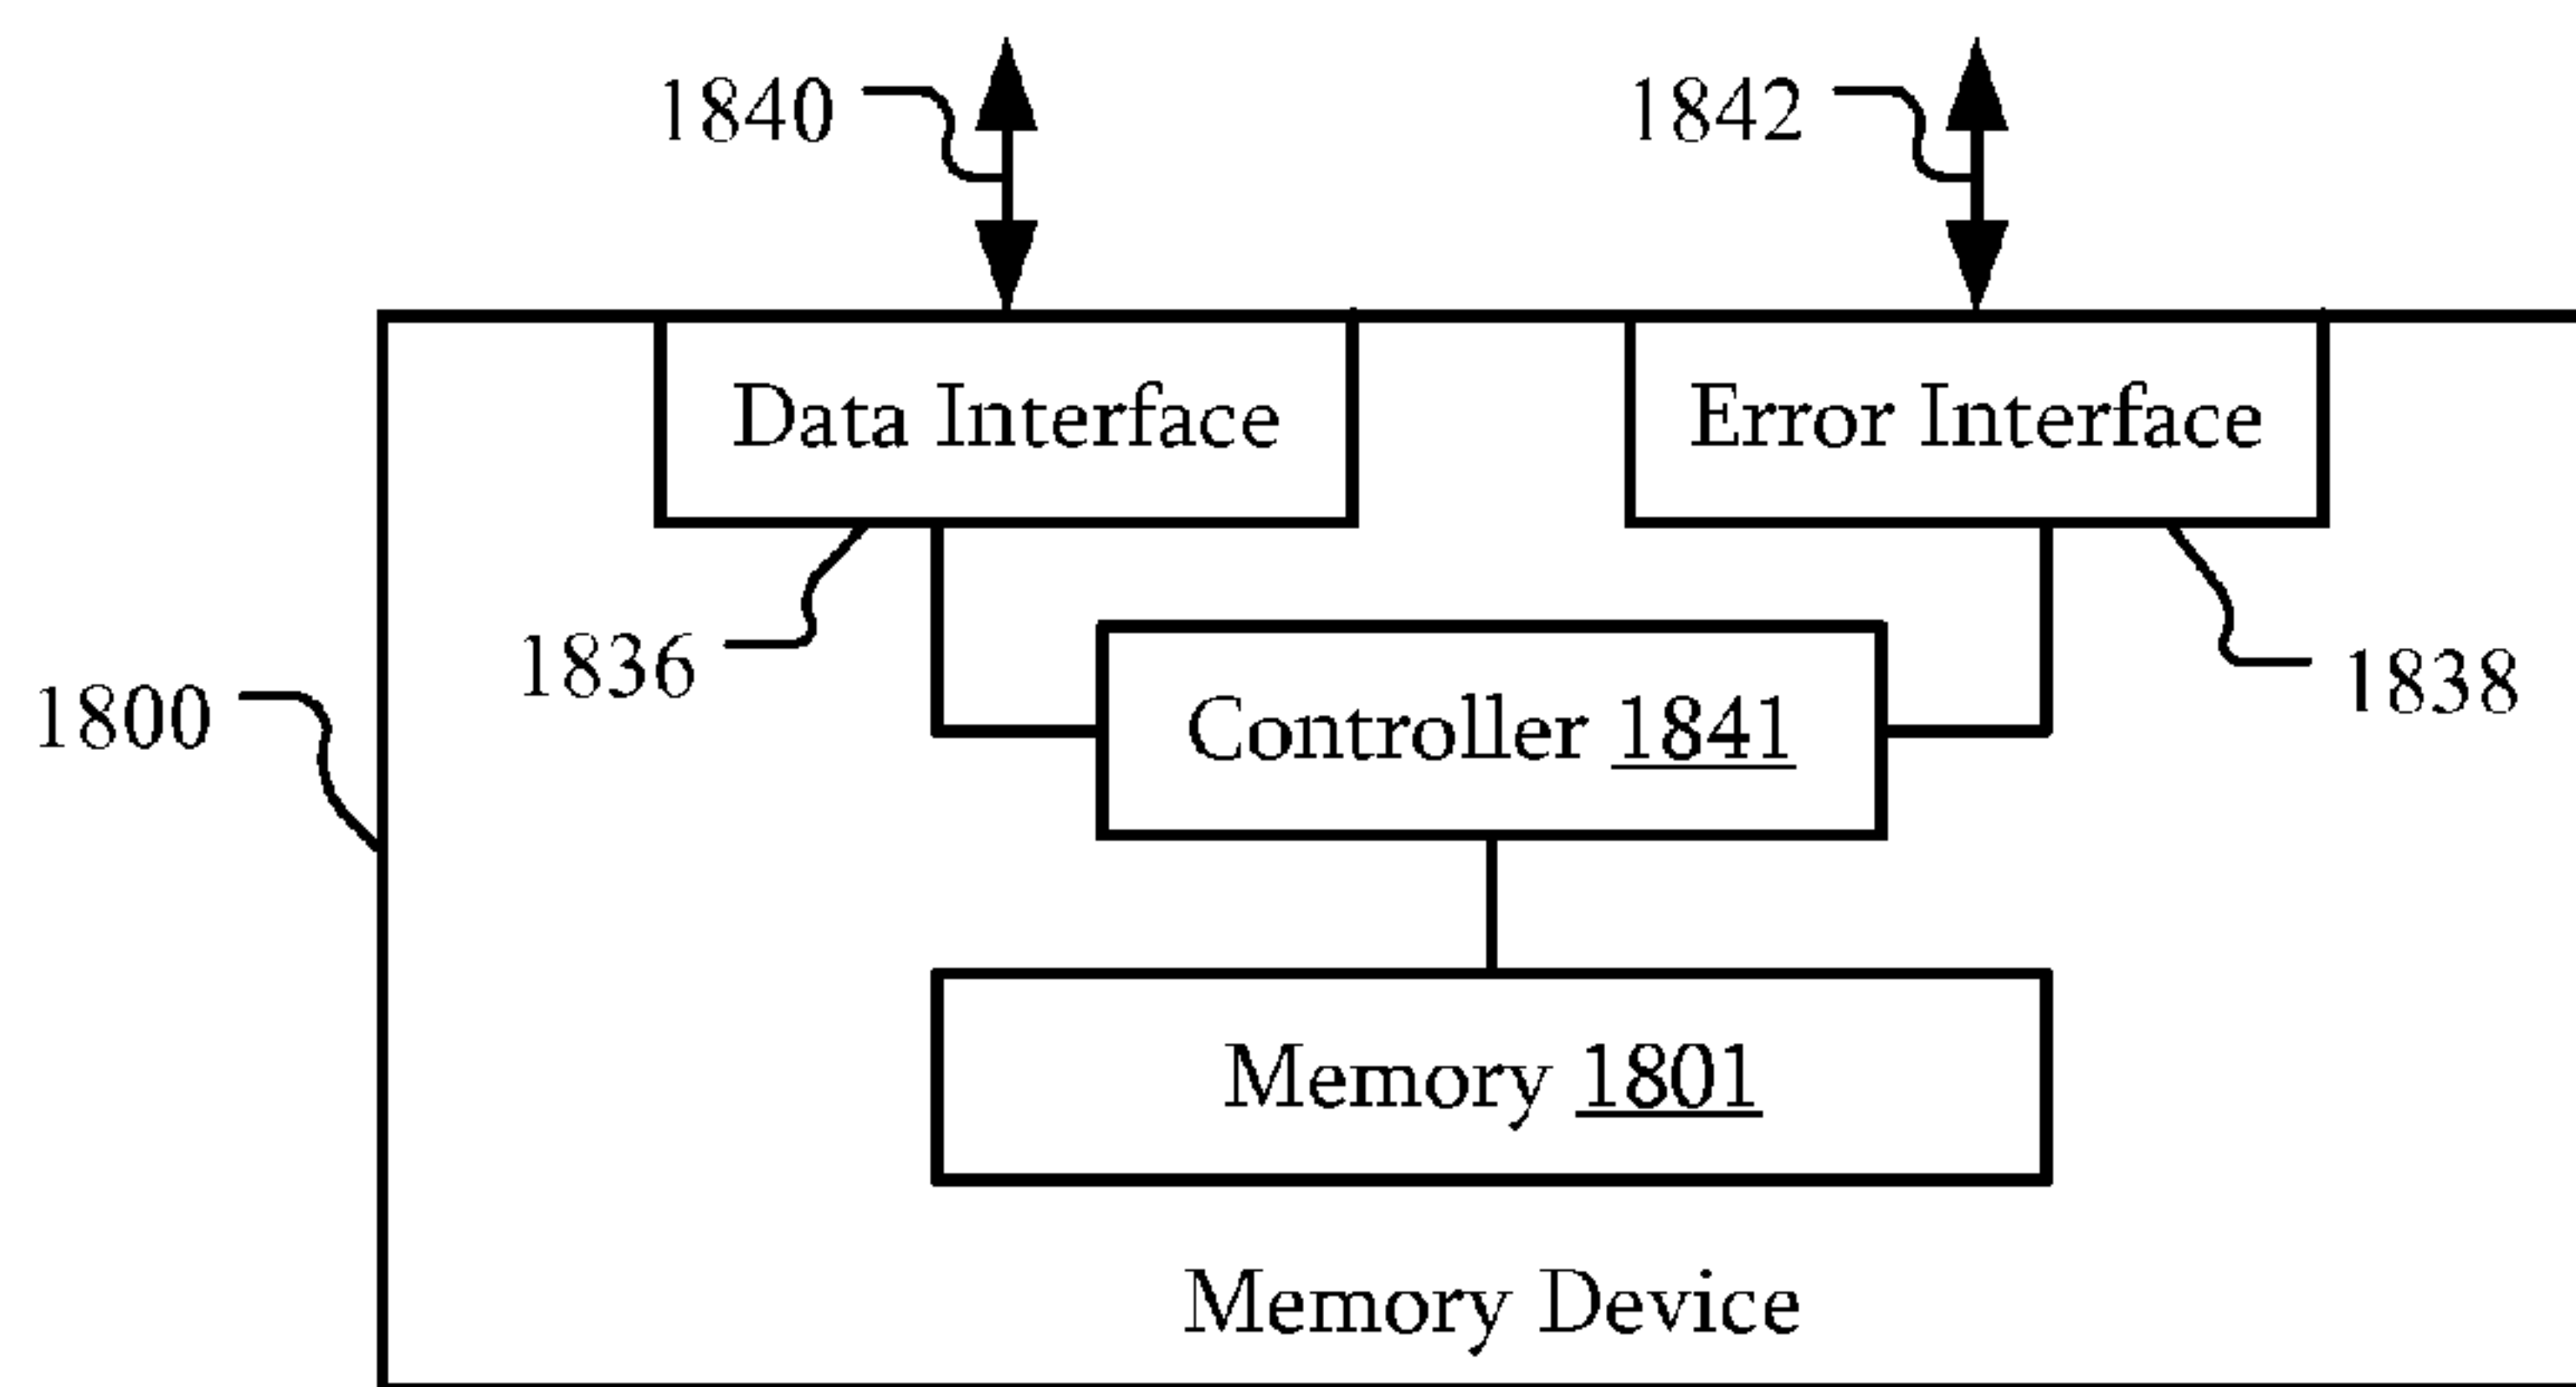 1840
1842
Data Interface
Error Interface
1836
1838
1800
Controller 1841
Memory 1801
Memory Device